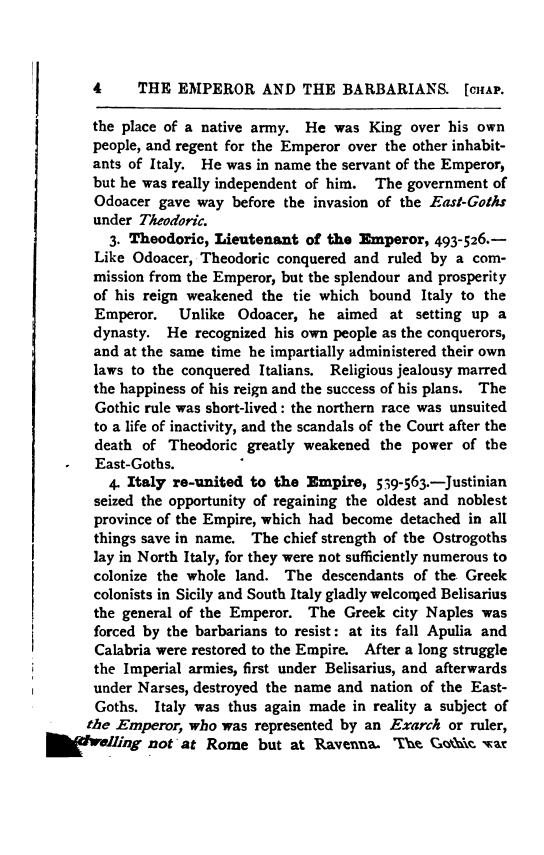 4 THE EMPEROR AND THE BARBARIANS. [CHAP.
the place of a native army. He was King over his own
people, and regent for the Emperor over the other inhabit-
ants of Italy. He was in name the servant of the Emperor,
but he was really independent of him. The government of
Odoacer gave way before the invasion of the East-Goths
under Theodoric.
3. Theodoric, Lieutenant of the Emperor, 493-526.—
Like Odoacer, Theodoric conquered and ruled by a com-
mission from the Emperor, but the splendour and prosperity
of his reign weakened the tie which bound Italy to the
Emperor. Unlike Odoacer, he aimed at setting up a
dynasty. He recognized his own people as the conquerors,
and at the same time he impartially administered their own
laws to the conquered Italians. Religious jealousy marred
the happiness of his reign and the success of his plans. The
Gothic rule was short-lived : the northern race was unsuited
to a life of inactivity, and the scandals of the Court after the
death of Theodoric greatly weakened the power of the
East-Goths.
4. Italy re-united to the Empire, 539-563.—Justinian
seized the opportunity of regaining the oldest and noblest
province of the Empire, which had become detached in all
things save in name. The chief strength of the Ostrogoths
lay in North Italy, for they were not sufficiently numerous to
colonize the whole land. The descendants of the Greek
colonists in Sicily and South Italy gladly welcomed Belisarius
the general of the Emperor. The Greek city Naples was
forced by the barbarians to resist : at its fall Apulia and
Calabria were restored to the Empire. After a long struggle
the Imperial armies, first under Belisarius, and afterwards
under Narses, destroyed the name and nation of the East-
Goths. Italy was thus again made in reality a subject of
the Emperor, who was represented by an Exarch or ruler,
dwelling not at Rome but at Ravenna. The Gothic war